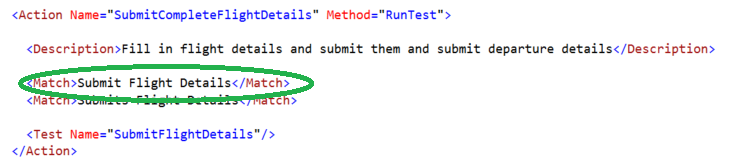 <Action Name="SubmitCompleteFlightDetails" Method="RunTest">
<Description>Fill in flight details and submit them and submit departure details</Description>
<Match>Submit Flight Details</Match>
<Match>Submits Flight Details</Match>
<Test Name="SubmitFlightDetails"/>
</Action>